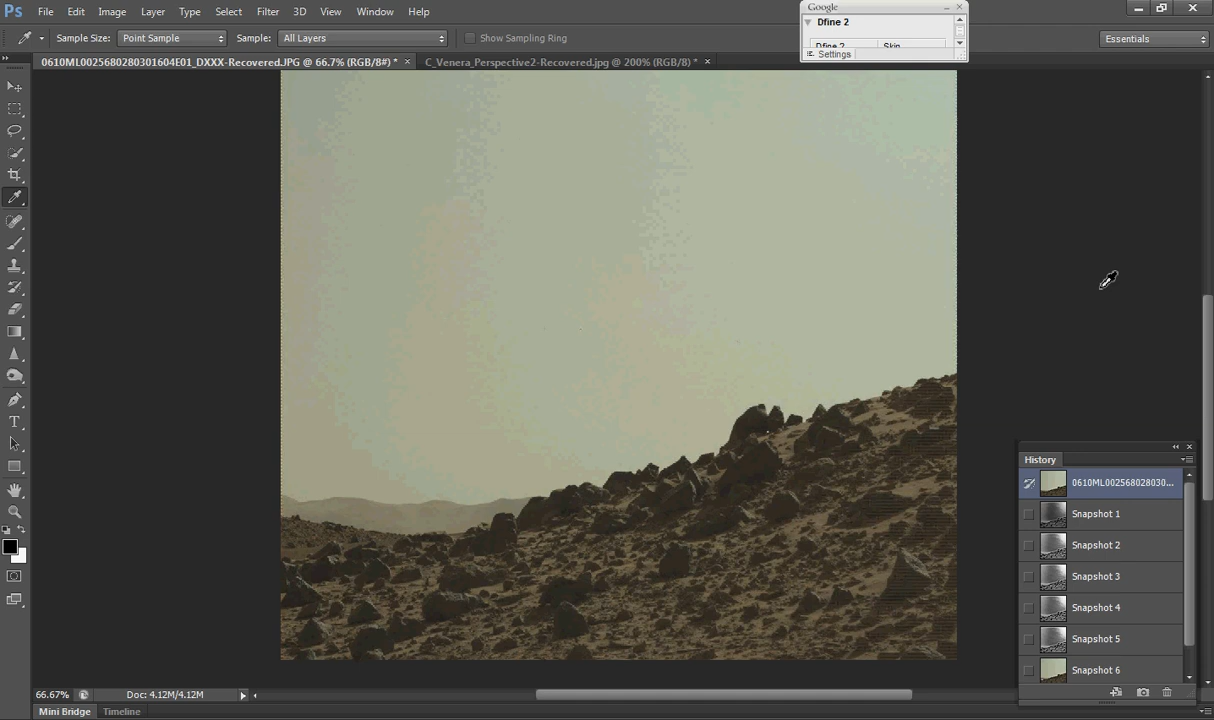 Ps File Edit Image Layer Type Select Filter 3D View Window Help
Google
Dfine 2
Dfine 2 Skin
Settings
Sample Size: Point Sample Sample: All Layers Show Sampling Ring
Essentials
0610ML0025680280301604E01_DXXX-Recovered.JPG @ 66.7% (RGB/8#) * × C_Venera_Perspective2-Recovered.jpg @ 200% (RGB/8) * ×
T
History
0610ML002568028030...
Snapshot 1
Snapshot 2
Snapshot 3
Snapshot 4
Snapshot 5
Snapshot 6
66.67% Doc: 4.12M/4.12M
Mini Bridge Timeline